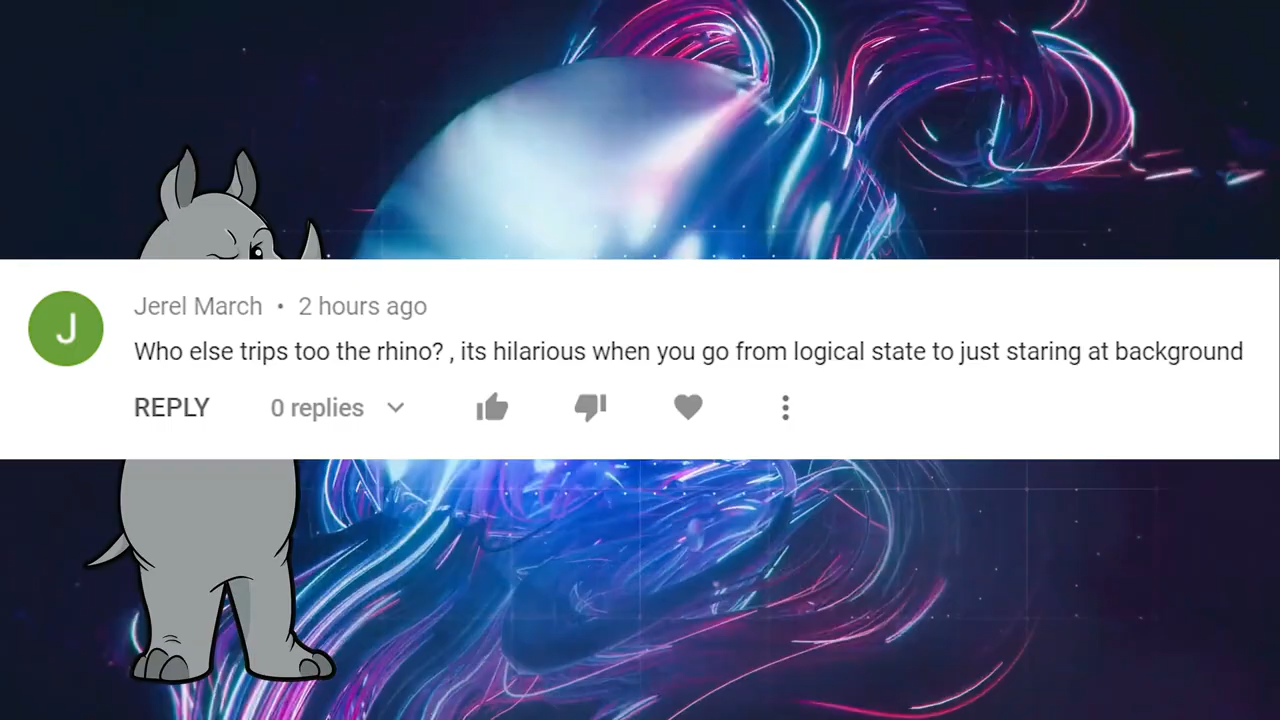 J
Jerel March • 2 hours ago
Who else trips too the rhino? , its hilarious when you go from logical state to just staring at background
REPLY 0 replies